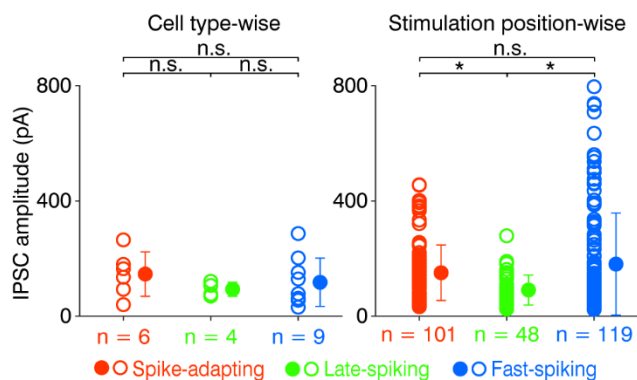 Cell type-wise
Stimulation position-wise
n.s.
n.s.
n.s. n.s.
* *
800
800
400
400
0
0
IPSC amplitude (pA)
n = 6 n = 4 n = 9
n = 101 n = 48 n = 119
Spike-adapting Late-spiking Fast-spiking